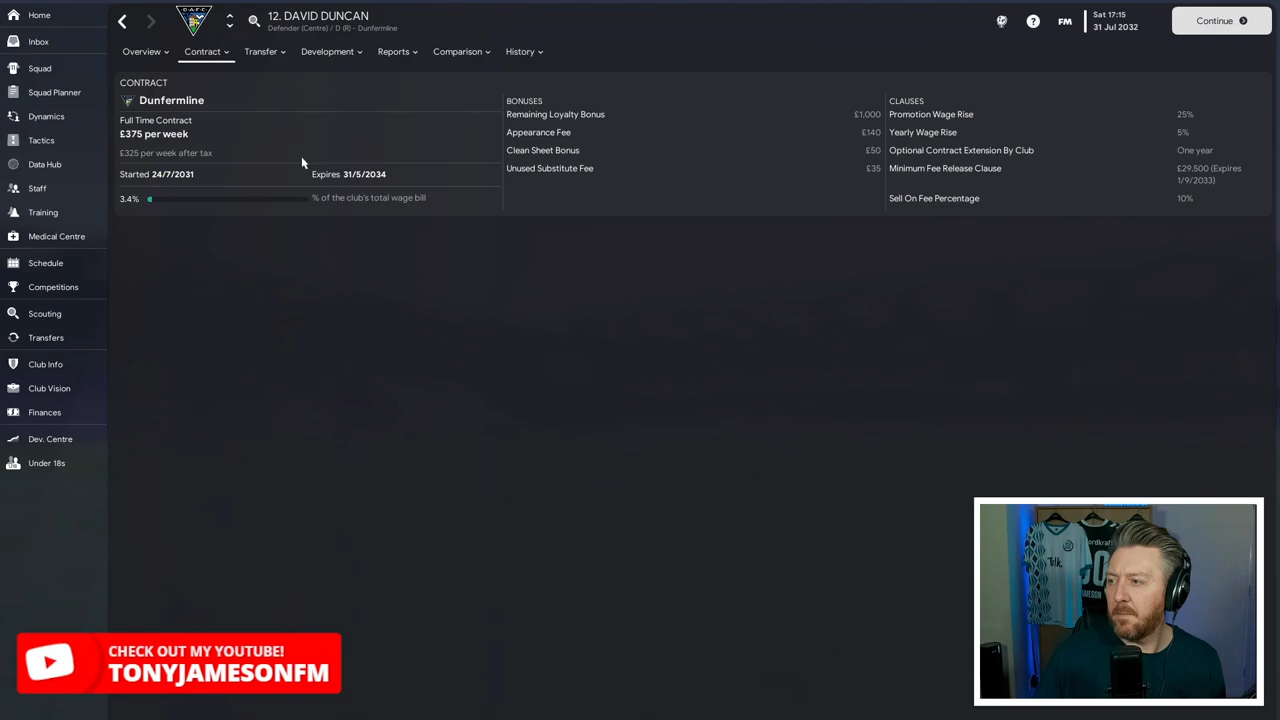 Home
Inbox
Squad
Squad Planner
Dynamics
Tactics
Data Hub
Staff
Training
Medical Centre
Schedule
Competitions
Scouting
Transfers
Club Info
Club Vision
Finances
Dev. Centre
Under 18s
12. DAVID DUNCAN
Defender (Centre) / D (R) - Dunfermline
FM
Sat 17:15
31 Jul 2032
Continue
Overview
Contract
Transfer
Development
Reports
Comparison
History
CONTRACT
Dunfermline
Full Time Contract
£375 per week
£325 per week after tax
Started 24/7/2031 Expires 31/5/2034
3.4% % of the club's total wage bill
BONUSES
Remaining Loyalty Bonus £1,000
Appearance Fee £140
Clean Sheet Bonus £50
Unused Substitute Fee £35
CLAUSES
Promotion Wage Rise 25%
Yearly Wage Rise 5%
Optional Contract Extension By Club One year
Minimum Fee Release Clause £29,500 (Expires
1/9/2033)
Sell On Fee Percentage 10%
CHECK OUT MY YOUTUBE!
TONYJAMESONFM